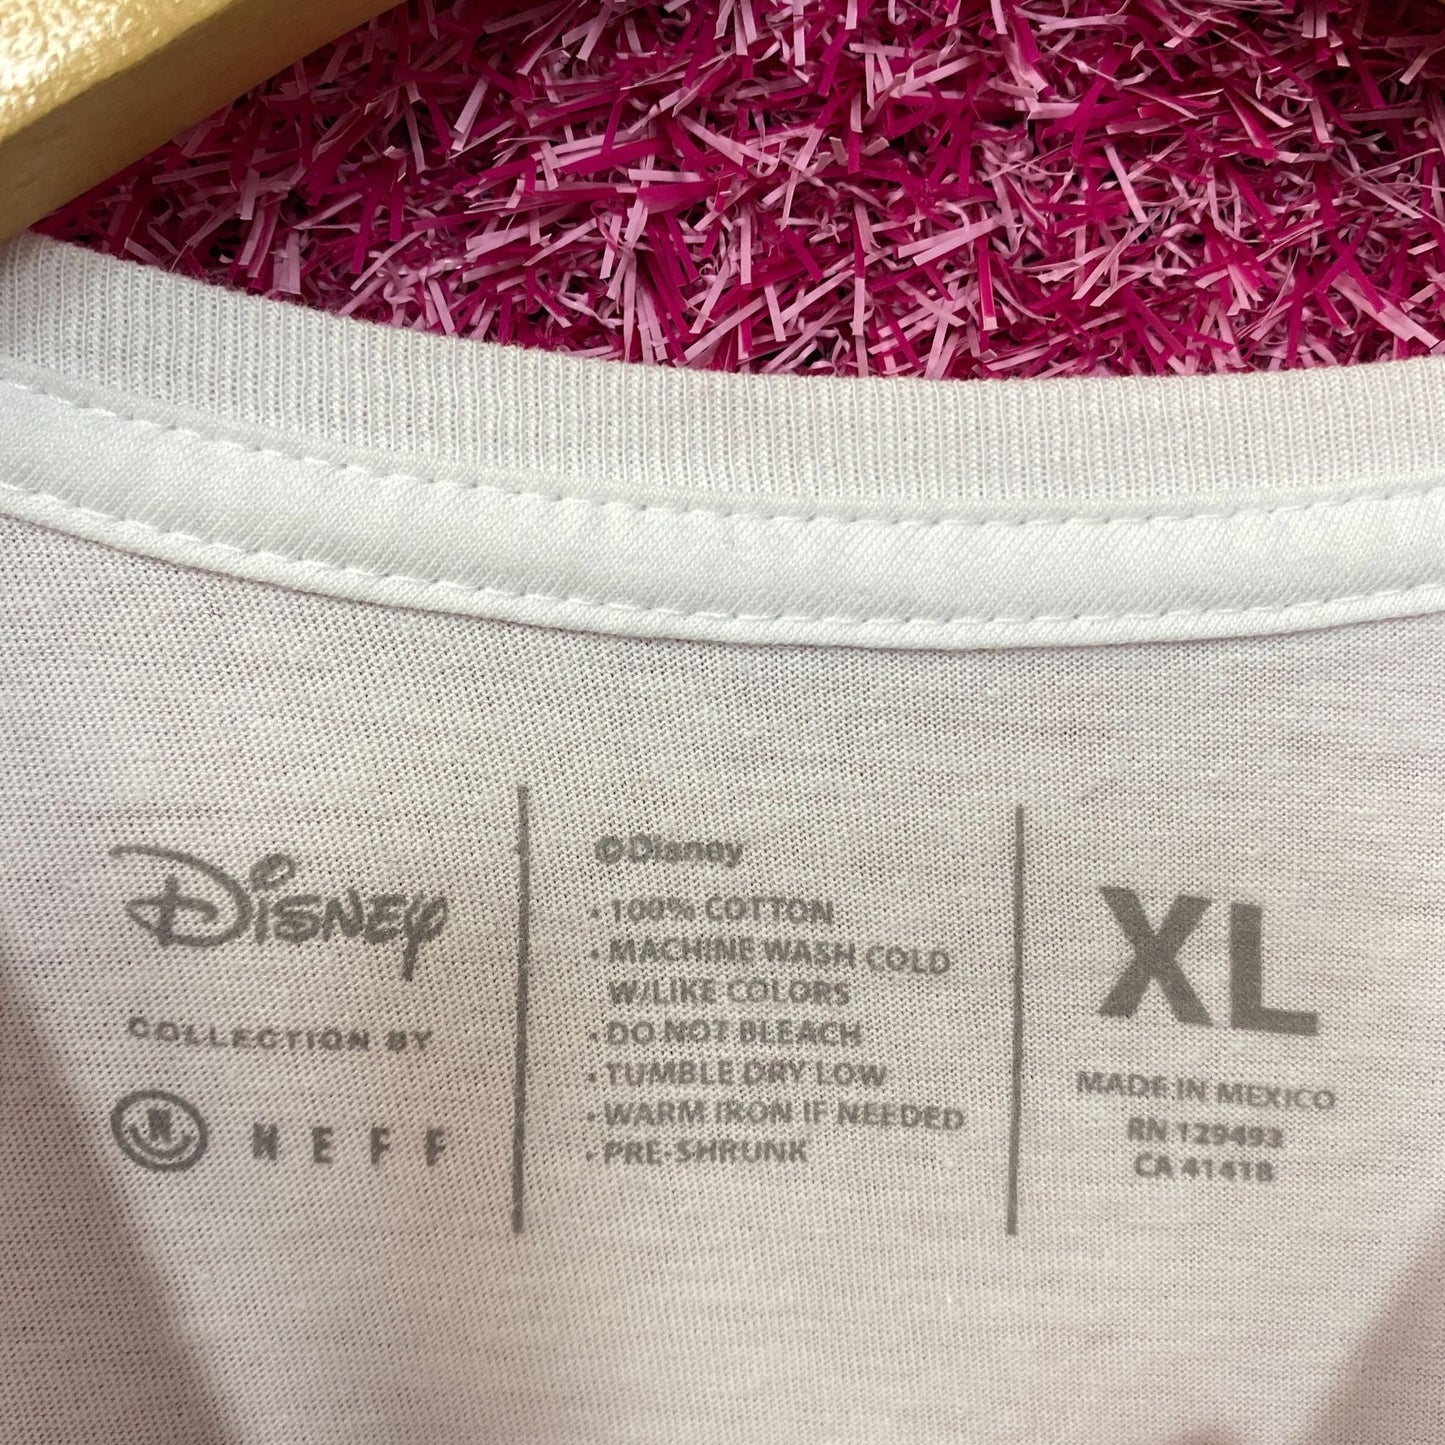 Disney
COLLECTION BY
N NEFF
©Disney
• 100% COTTON
• MACHINE WASH COLD
W/LIKE COLORS
• DO NOT BLEACH
• TUMBLE DRY LOW
• WARM IRON IF NEEDED
• PRE-SHRUNK
XL
MADE IN MEXICO
RN 129493
CA 41418